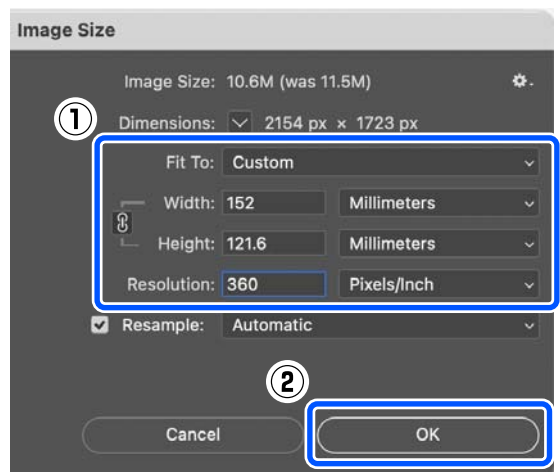 Image Size
Image Size: 10.6M (was 11.5M)
① Dimensions: 2154 px × 1723 px
Fit To: Custom
Width: 152 Millimeters
Height: 121.6 Millimeters
Resolution: 360 Pixels/Inch
Resample: Automatic
②
Cancel OK